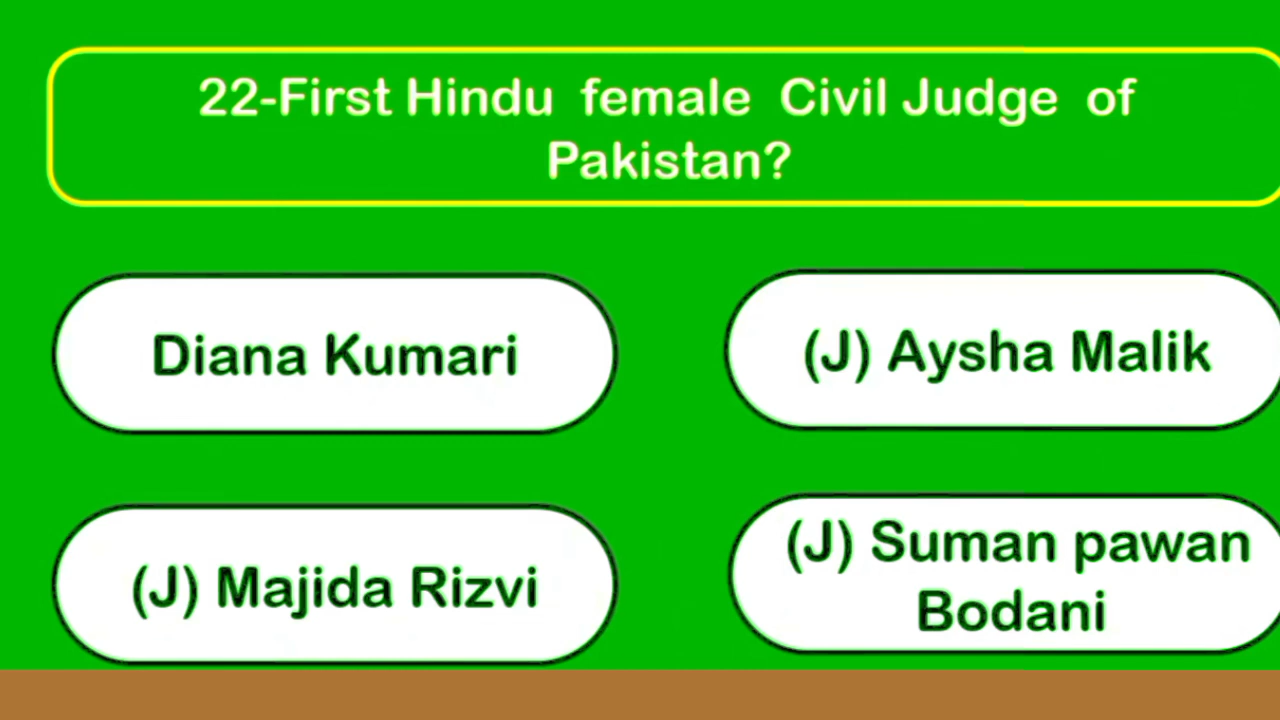 22-First Hindu female Civil Judge of
Pakistan?
Diana Kumari
(J) Aysha Malik
(J) Majida Rizvi
(J) Suman pawan
Bodani